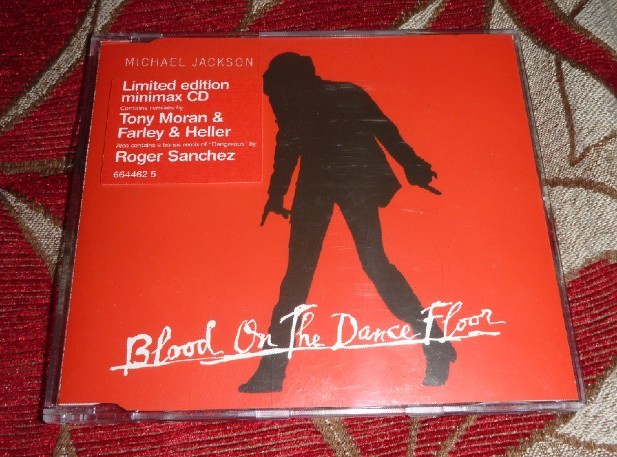 MICHAEL JACKSON
Limited edition
minimax CD
Contains remixes by
Tony Moran &
Farley & Heller
Also contains a bonus remix of "Dangerous" by
Roger Sanchez
664462 5
Blood On The Dance Floor